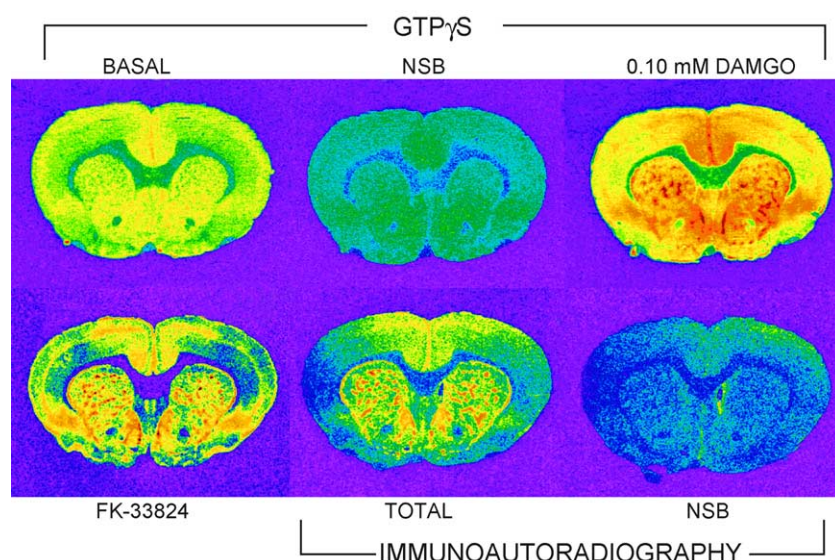 GTPγS
BASAL NSB 0.10 mM DAMGO
FK-33824 TOTAL NSB
IMMUNOAUTORADIOGRAPHY